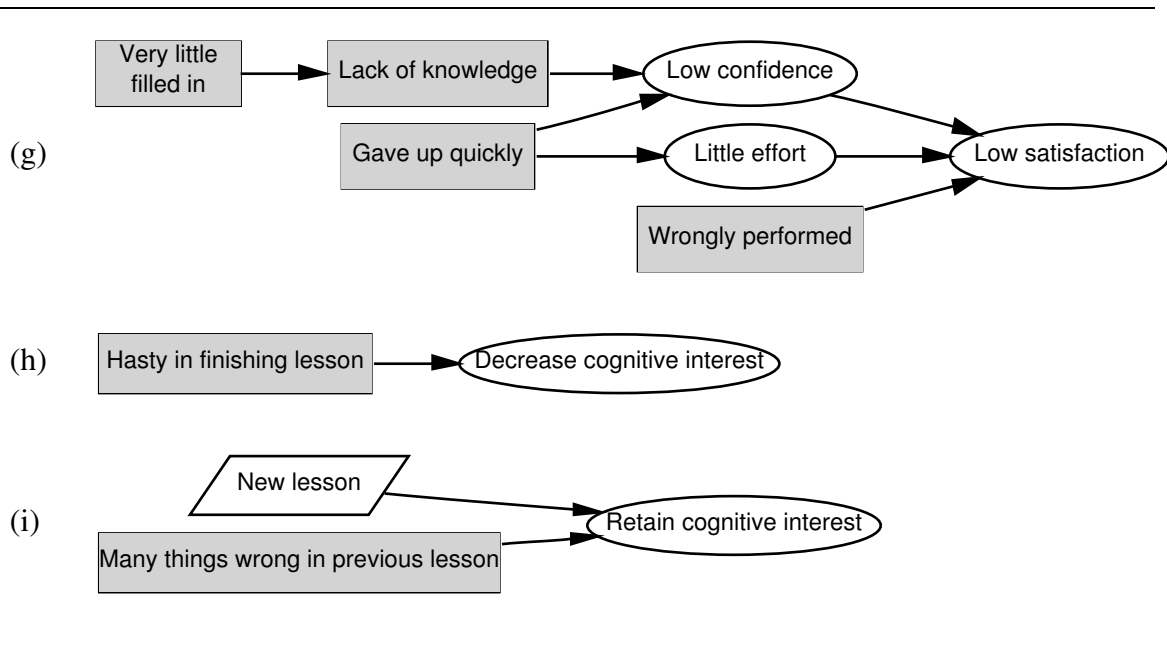 Very little
filled in
Lack of knowledge
Low confidence
(g)
Gave up quickly
Little effort
Low satisfaction
Wrongly performed
(h)
Hasty in finishing lesson
Decrease cognitive interest
New lesson
(i)
Retain cognitive interest
Many things wrong in previous lesson